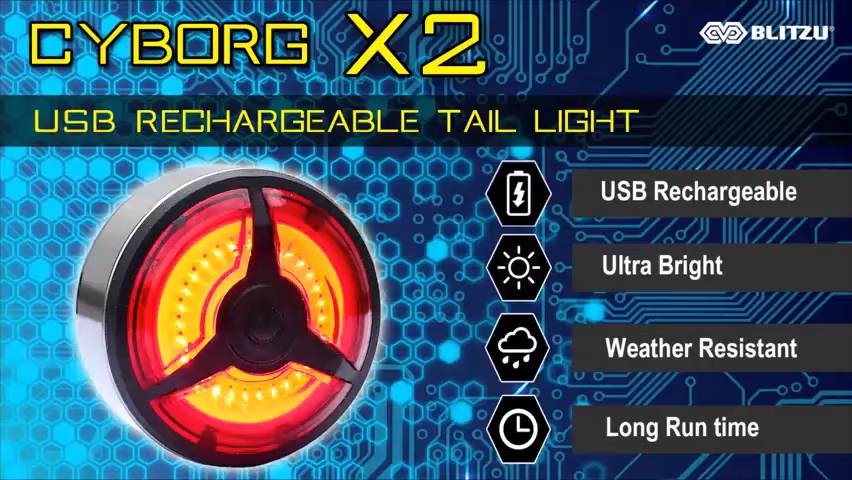 CYBORG X2
BLITZU®
USB RECHARGEABLE TAIL LIGHT
USB Rechargeable
Ultra Bright
Weather Resistant
Long Run time